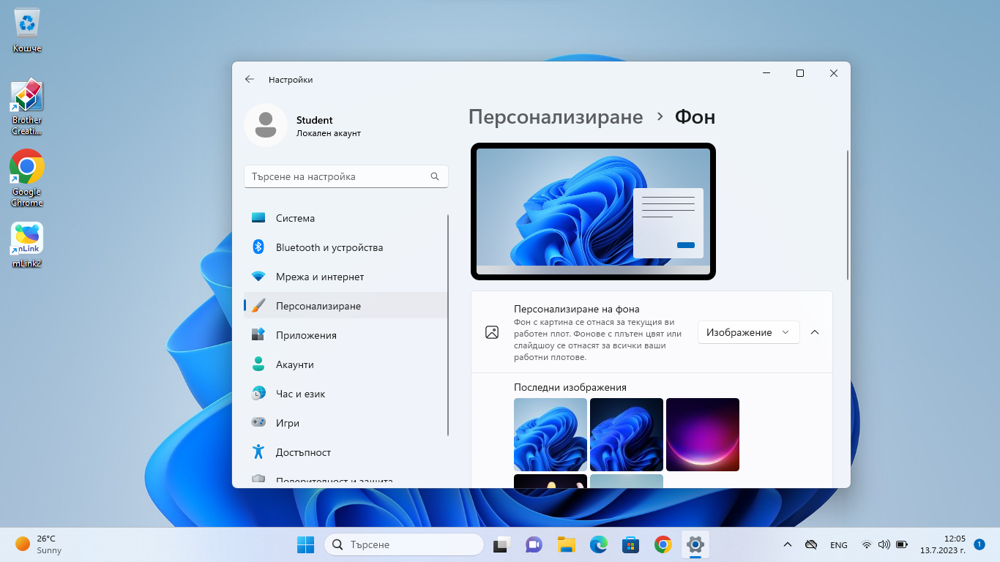 Кошче
Brother
Creati...
Google
Chrome
mLink
mLink2
Настройки
Student
Локален акаунт
Търсене на настройка
Система
Bluetooth и устройства
Мрежа и интернет
Персонализиране
Приложения
Акаунти
Час и език
Игри
Достъпност
Поверителност и защита
Персонализиране › Фон
Персонализиране на фона
Фон с картина се отнася за текущия ви
работен плот. Фонове с плътен цвят или
слайдшоу се отнасят за всички ваши
работни плотове.
Изображение
Последни изображения
26°C
Sunny
Търсене
ENG
12:05
13.7.2023 г.
1